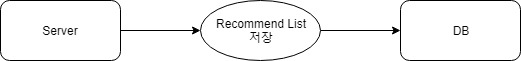 Server
Recommend List
저장
DB